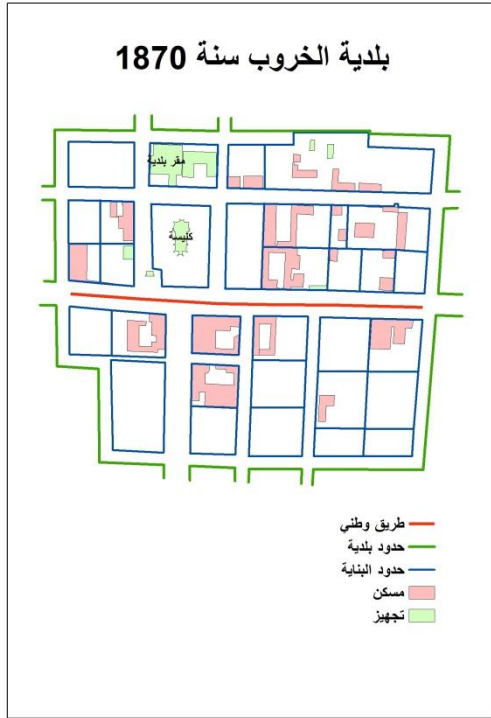 بلدية الخروب سنة 1870
مقر بلدية
كنيسة
طريق وطني
حدود بلدية
حدود البناية
مسكن
تجهيز